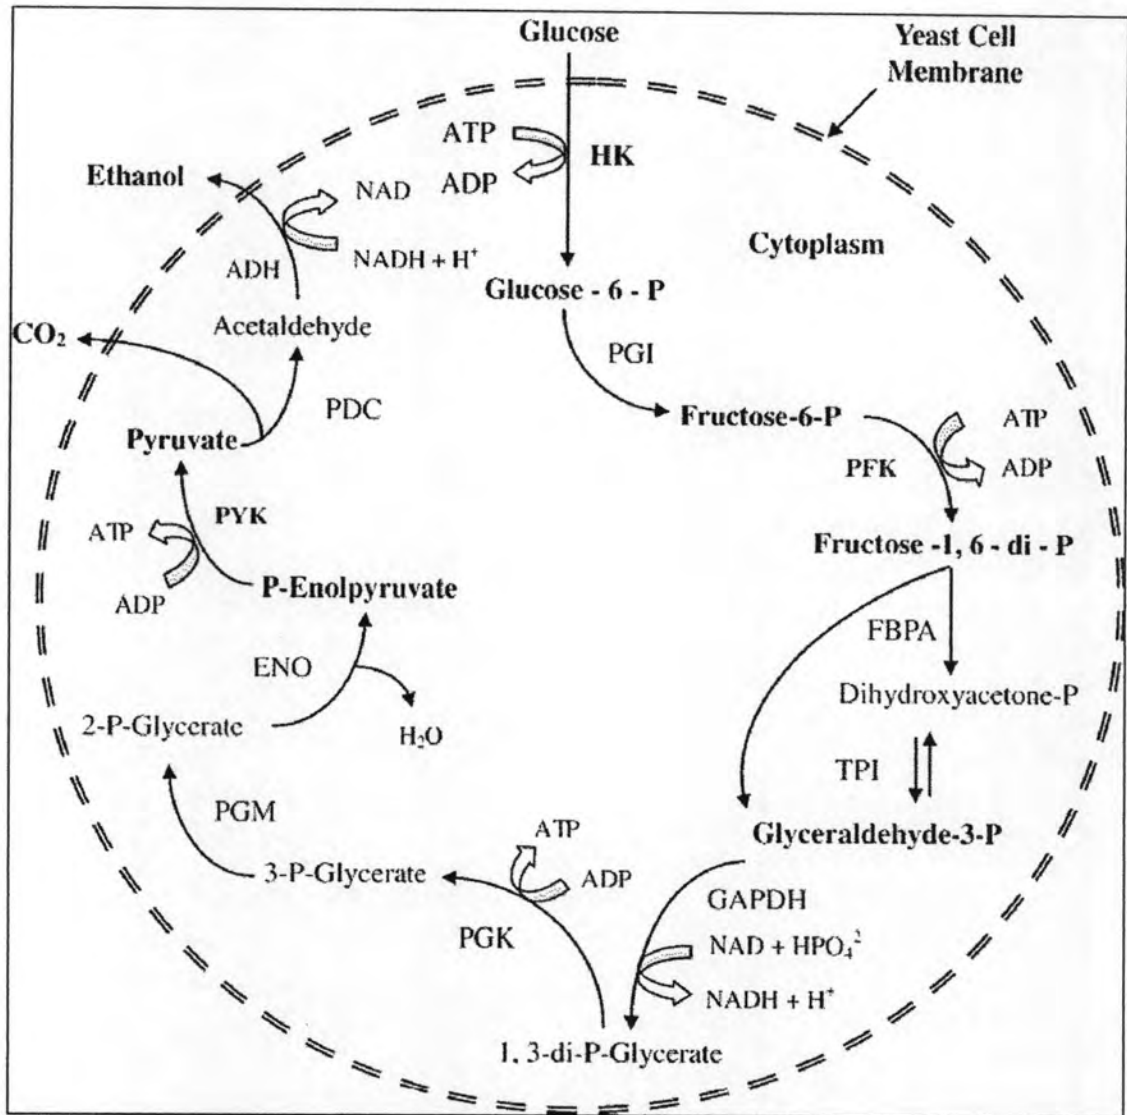 Glucose
Yeast Cell
Membrane
ATP
HK
ADP
Ethanol
NAD
NADH + H⁺
ADH
Cytoplasm
Glucose - 6 - P
CO₂
Acetaldehyde
PGI
PDC
Fructose-6-P
ATP
Pyruvate
PFK
ADP
PYK
ATP
Fructose -1, 6 - di - P
P-Enolpyruvate
ADP
FBPA
ENO
Dihydroxyacetone-P
2-P-Glycerate
H₂O
TPI
PGM
ATP
Glyceraldehyde-3-P
3-P-Glycerate
ADP
GAPDH
PGK
NAD + HPO₄²
NADH + H⁺
1, 3-di-P-Glycerate